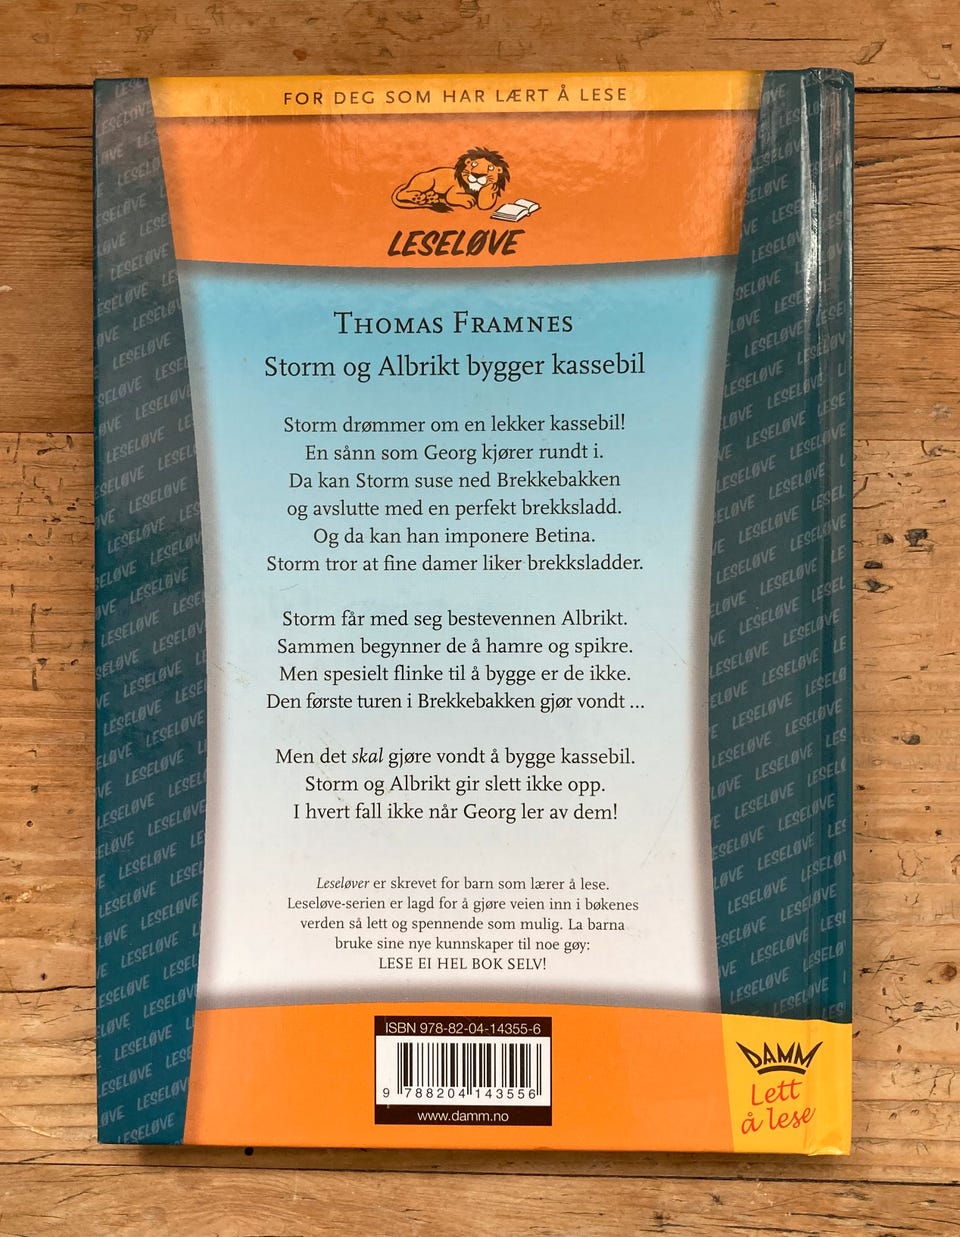 FOR DEG SOM HAR LÆRT Å LESE
LESELØVE
THOMAS FRAMNES
Storm og Albrikt bygger kassebil
Storm drømmer om en lekker kassebil!
En sånn som Georg kjører rundt i.
Da kan Storm suse ned Brekkebakken
og avslutte med en perfekt brekksladd.
Og da kan han imponere Betina.
Storm tror at fine damer liker brekksladder.
Storm får med seg bestevennen Albrikt.
Sammen begynner de å hamre og spikre.
Men spesielt flinke til å bygge er de ikke.
Den første turen i Brekkebakken gjør vondt ...
Men det skal gjøre vondt å bygge kassebil.
Storm og Albrikt gir slett ikke opp.
I hvert fall ikke når Georg ler av dem!
Leseløver er skrevet for barn som lærer å lese.
Leseløve-serien er lagd for å gjøre veien inn i bøkenes
verden så lett og spennende som mulig. La barna
bruke sine nye kunnskaper til noe gøy:
LESE EI HEL BOK SELV!
ISBN 978-82-04-14355-6
9 788204 143556
www.damm.no
DAMM
Lett
å lese